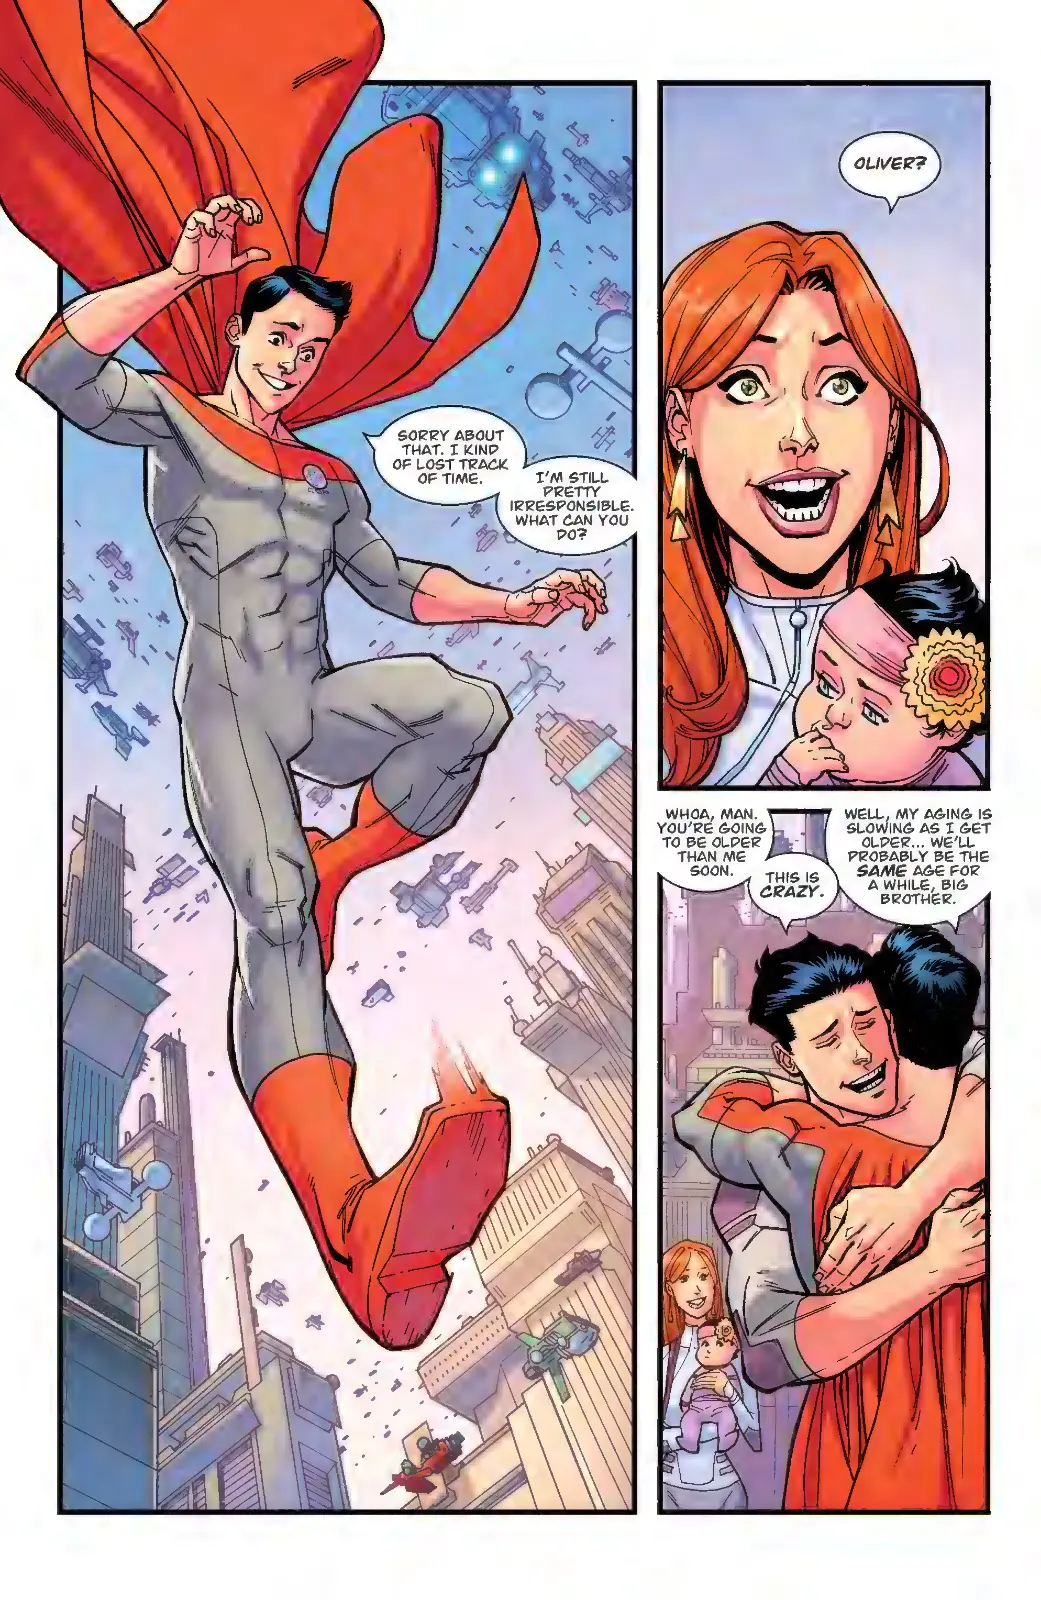 SORRY ABOUT
THAT. I KIND
OF LOST TRACK
OF TIME.
I'M STILL
PRETTY
IRRESPONSIBLE.
WHAT CAN YOU
DO?
OLIVER?
WHOA, MAN.
YOU'RE GOING
TO BE OLDER
THAN ME
SOON.
THIS IS
CRAZY.
WELL, MY AGING IS
SLOWING AS I GET
OLDER... WE'LL
PROBABLY BE THE
SAME AGE FOR
A WHILE, BIG
BROTHER.